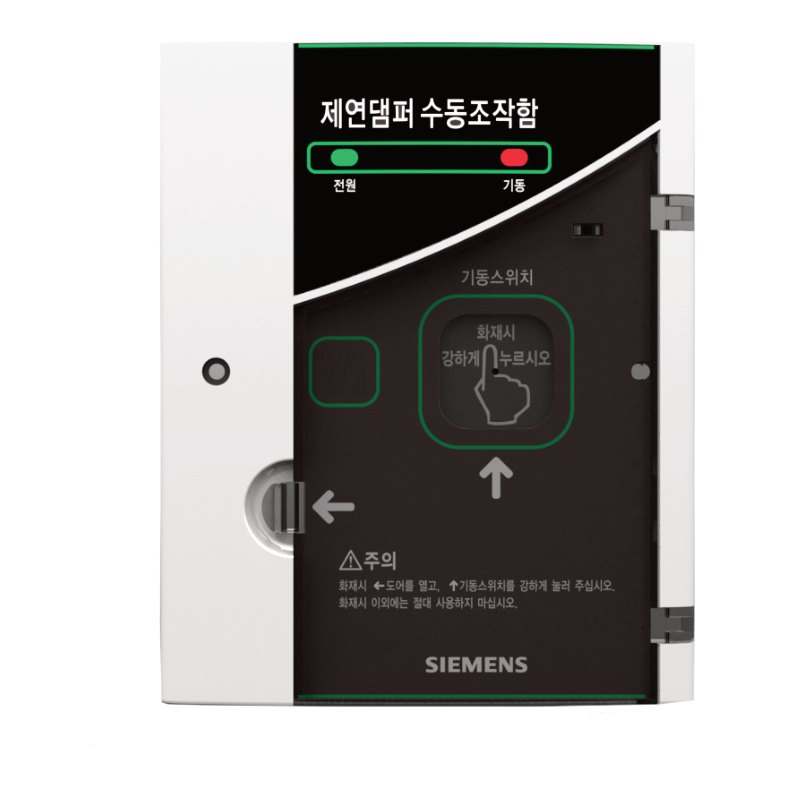 제연댐퍼 수동조작함
전원 기동
기동스위치
화재시
강하게 누르시오
주의
화재시 ←도어를 열고, ↑기동스위치를 강하게 눌러 주십시오.
화재시 이외에는 절대 사용하지 마십시오.
SIEMENS